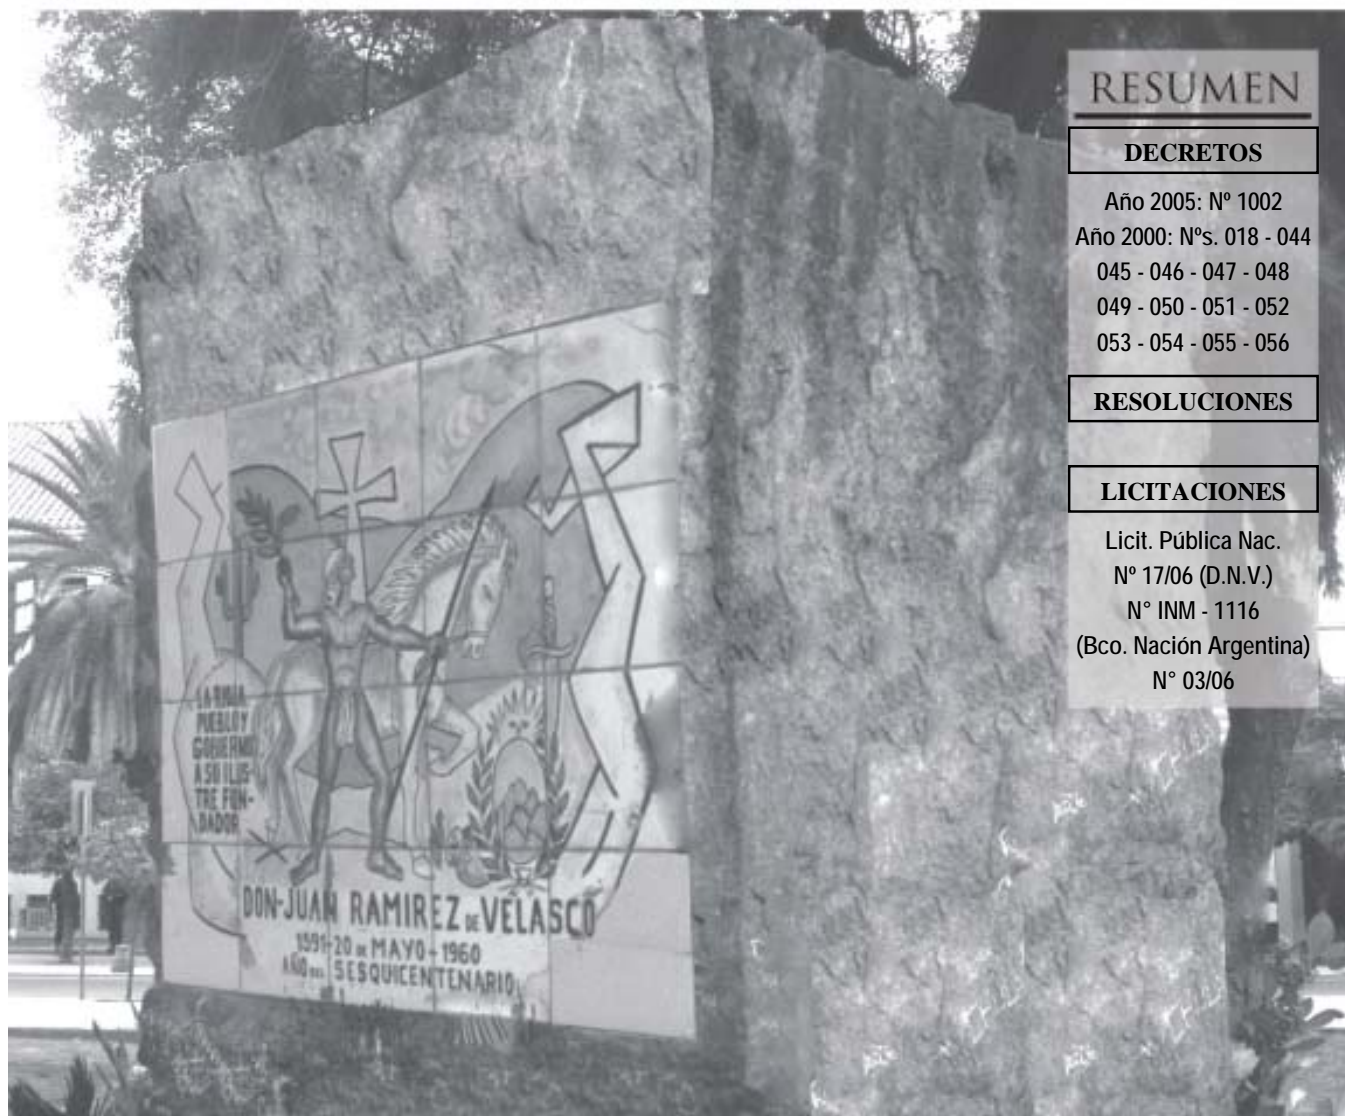 RESUMEN
DECRETOS
Año 2005: Nº 1002
Año 2000: Nºs. 018 - 044
045 - 046 - 047 - 048
049 - 050 - 051 - 052
053 - 054 - 055 - 056
RESOLUCIONES
LICITACIONES
Licit. Pública Nac.
Nº 17/06 (D.N.V.)
N° INM - 1116
(Bco. Nación Argentina)
N° 03/06
LA RIOJA
PUEBLO Y
GOBIERNO
A SU ILUS-
TRE FUN-
DADOR
DON-JUAN RAMIREZ DE VELASCO
1591-20 DE MAYO-1960
AÑO DEL SESQUICENTENARIO